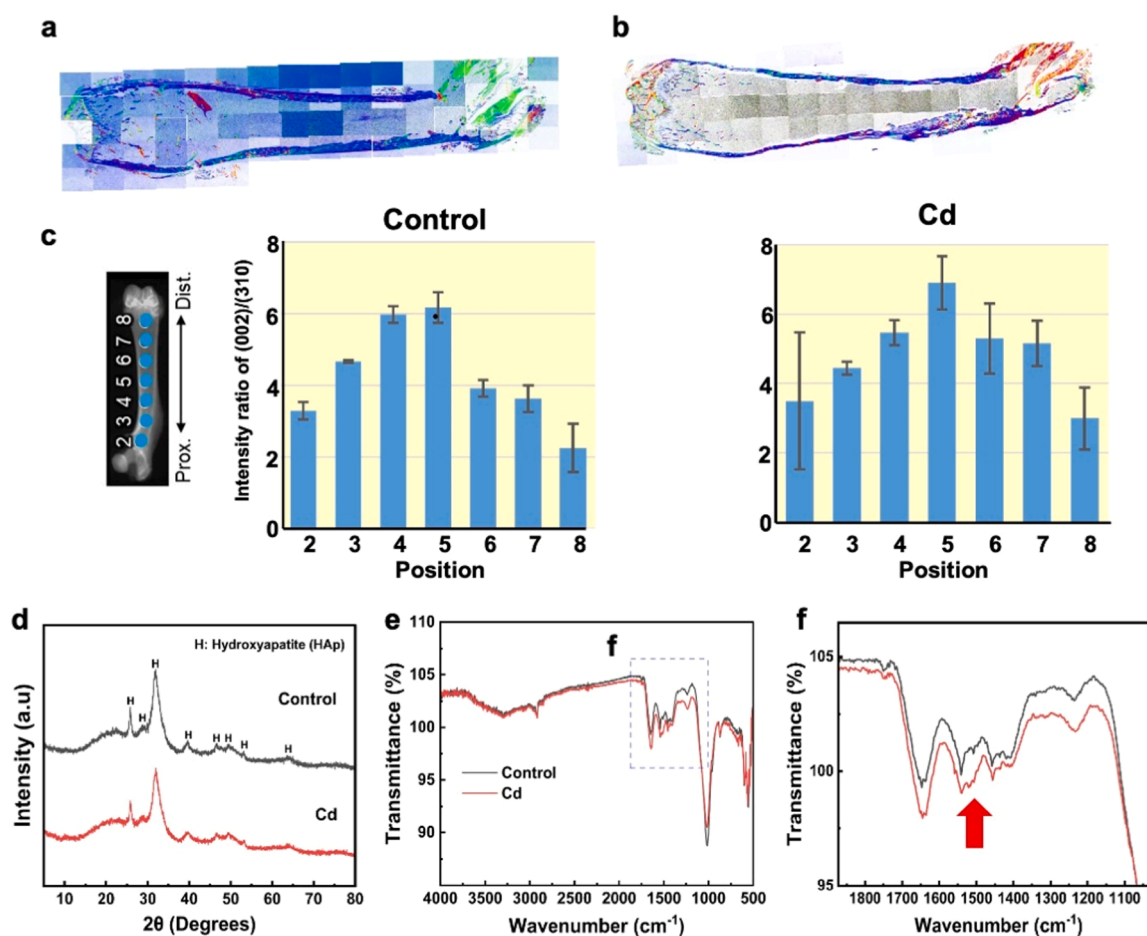 a
b
c
Control
Cd
Dist.
8
7
6
5
4
3
2
Prox.
Intensity ratio of (002)/(310)
8
6
4
2
0
2 3 4 5 6 7 8
Position
8
6
4
2
0
2 3 4 5 6 7 8
Position
d
H: Hydroxyapatite (HAp)
H H H H H H H H
Control
Cd
Intensity (a.u)
10 20 30 40 50 60 70 80
2θ (Degrees)
e
f
110
105
100
95
90
Transmittance (%)
Control
Cd
4000 3500 3000 2500 2000 1500 1000 500
Wavenumber (cm⁻¹)
f
105
100
95
Transmittance (%)
1800 1700 1600 1500 1400 1300 1200 1100
Wavenumber (cm⁻¹)